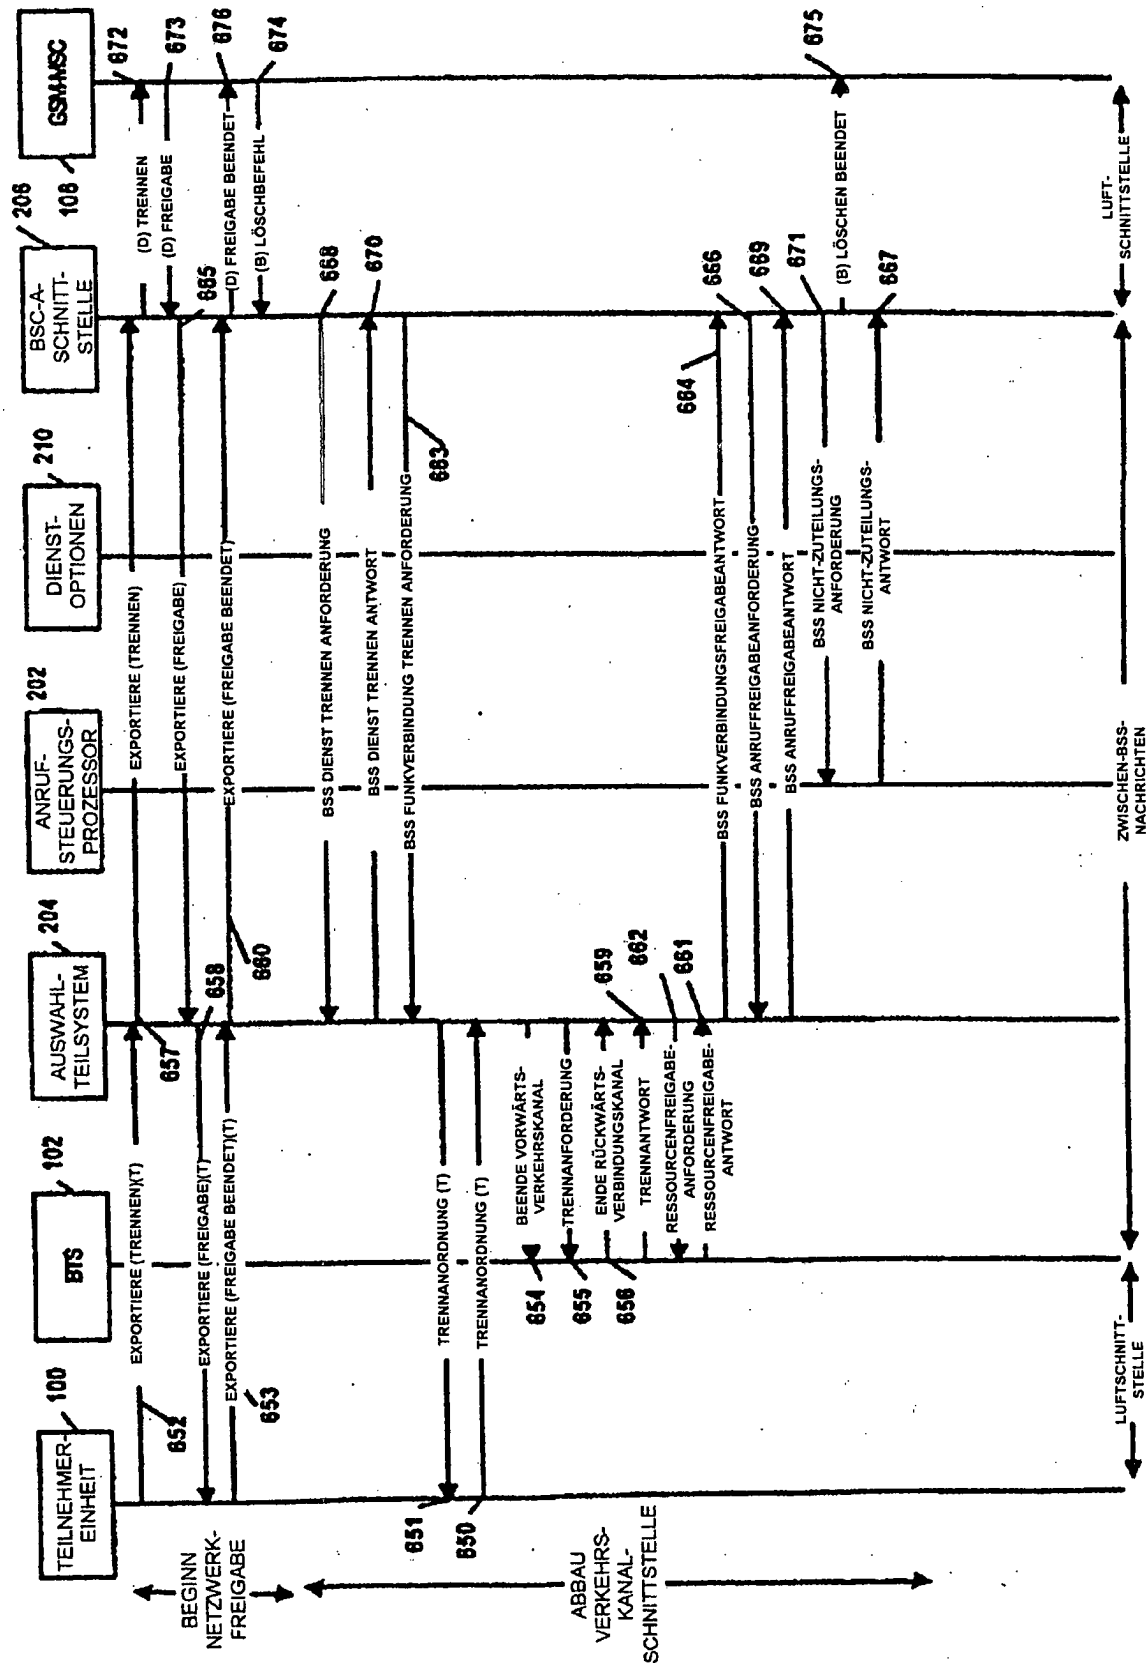 TEILNEHMER-
EINHEIT
100
BTS
102
AUSWAHL-
TEILSYSTEM
204
ANRUF-
STEUERUNGS-
PROZESSOR
202
DIENST-
OPTIONEN
210
BSC-A-
SCHNITT-
STELLE
206
GSM-MSC
108
BEGINN
NETZWERK-
FREIGABE
EXPORTIERE (TRENNEN)(T)
652
657
EXPORTIERE (TRENNEN)
(D) TRENNEN
672
(D) FREIGABE
673
665
EXPORTIERE (FREIGABE)
658
EXPORTIERE (FREIGABE)(T)
EXPORTIERE (FREIGABE BEENDET)(T)
653
660
EXPORTIERE (FREIGABE BEENDET)
(D) FREIGABE BEENDET
676
(B) LÖSCHBEFEHL
674
ABBAU
VERKEHRS-
KANAL-
SCHNITTSTELLE
BSS DIENST TRENNEN ANFORDERUNG
668
BSS DIENST TRENNEN ANTWORT
670
BSS FUNKVERBINDUNG TRENNEN ANFORDERUNG
663
TRENNANORDNUNG (T)
651
TRENNANORDNUNG (T)
650
BEENDE VORWÄRTS-
VERKEHRSKANAL
654
TRENNANFORDERUNG
655
ENDE RÜCKWÄRTS-
VERBINDUNGSKANAL
656
TRENNANTWORT
659
RESSOURCENFREIGABE-
ANFORDERUNG
662
RESSOURCENFREIGABE-
ANTWORT
661
BSS FUNKVERBINDUNGSFREIGABEANTWORT
664
BSS ANRUFFREIGABEANFORDERUNG
666
BSS ANRUFFREIGABEANTWORT
669
BSS NICHT-ZUTEILUNGS-
ANFORDERUNG
671
(B) LÖSCHEN BEENDET
675
BSS NICHT-ZUTEILUNGS-
ANTWORT
667
LUFTSCHNITT-
STELLE
ZWISCHEN-BSS-
NACHRICHTEN
LUFT-
SCHNITTSTELLE